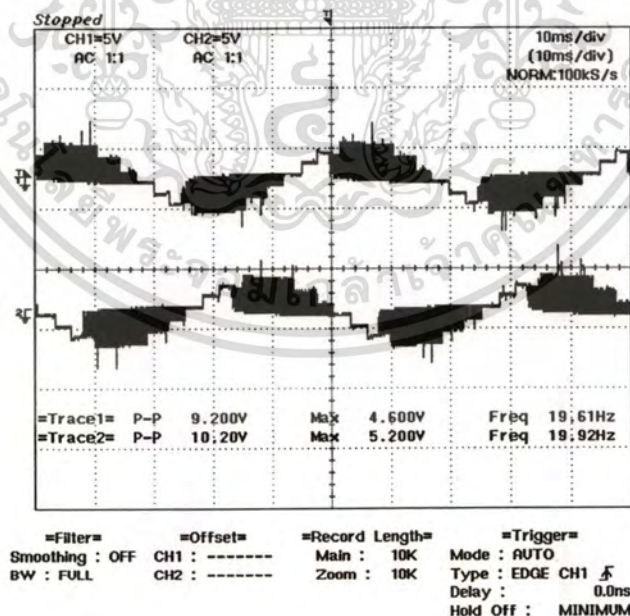 Stopped
CH1=5V CH2=5V 10ms/div
AC 1:1 AC 1:1 (10ms/div)
NORM:100kS/s
=Trace1= P-P 9.200V Max 4.600V Freq 19.61Hz
=Trace2= P-P 10.20V Max 5.200V Freq 19.92Hz
=Filter= =Offset= =Record Length= =Trigger=
Smoothing : OFF CH1 : ------- Main : 10K Mode : AUTO
BW : FULL CH2 : ------- Zoom : 10K Type : EDGE CH1
Delay : 0.0ns
Hold Off : MINIMUM